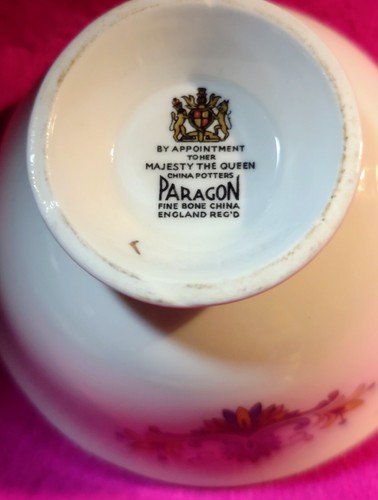 BY APPOINTMENT
TO HER
MAJESTY THE QUEEN
CHINA POTTERS
PARAGON
FINE BONE CHINA
ENGLAND REG'D